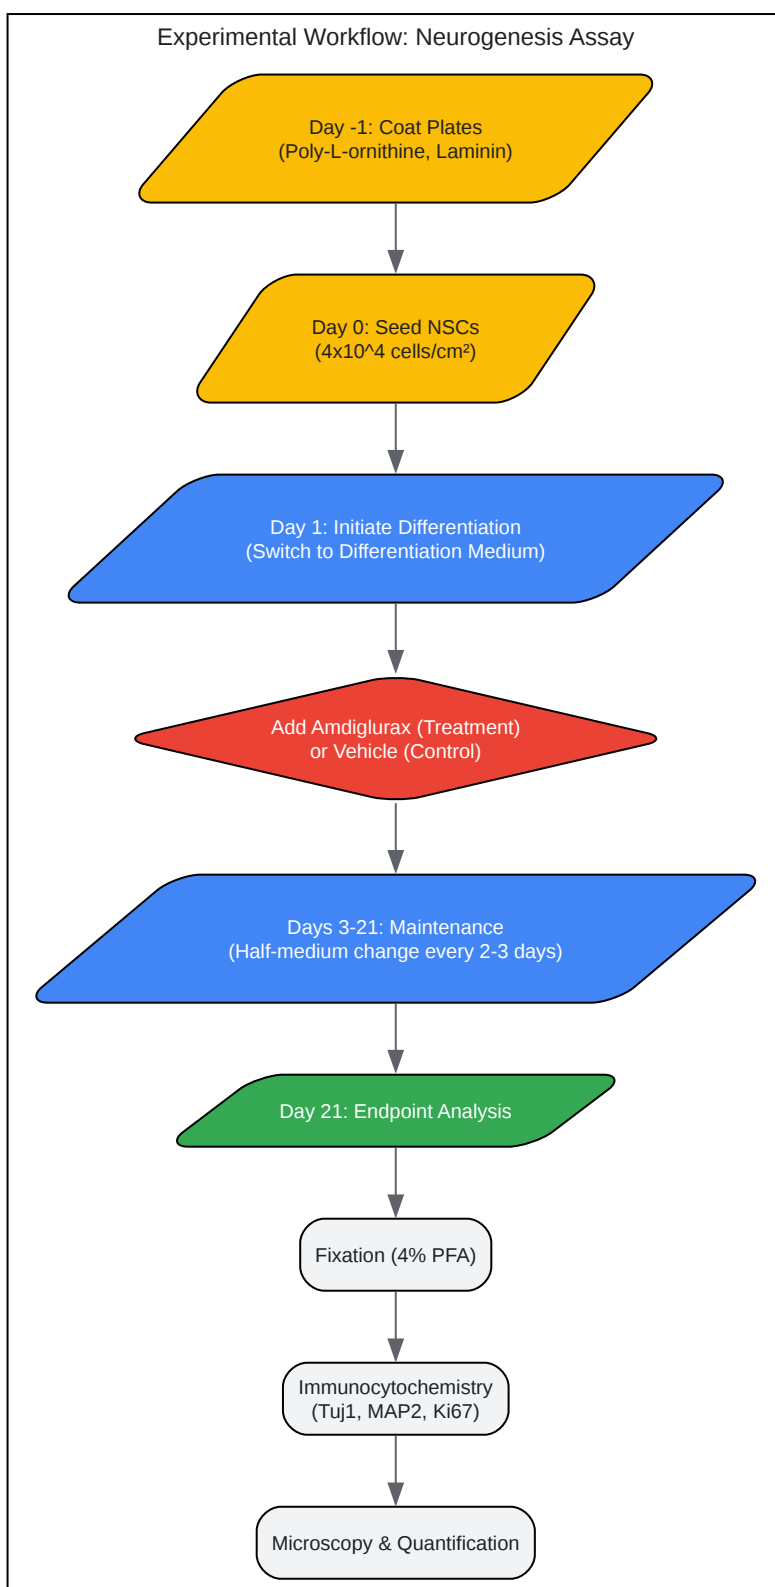 Experimental Workflow: Neurogenesis Assay
Day -1: Coat Plates
(Poly-L-ornithine, Laminin)
Day 0: Seed NSCs
(4x10^4 cells/cm²)
Day 1: Initiate Differentiation
(Switch to Differentiation Medium)
Add Amdiglurax (Treatment)
or Vehicle (Control)
Days 3-21: Maintenance
(Half-medium change every 2-3 days)
Day 21: Endpoint Analysis
Fixation (4% PFA)
Immunocytochemistry
(Tuj1, MAP2, Ki67)
Microscopy & Quantification